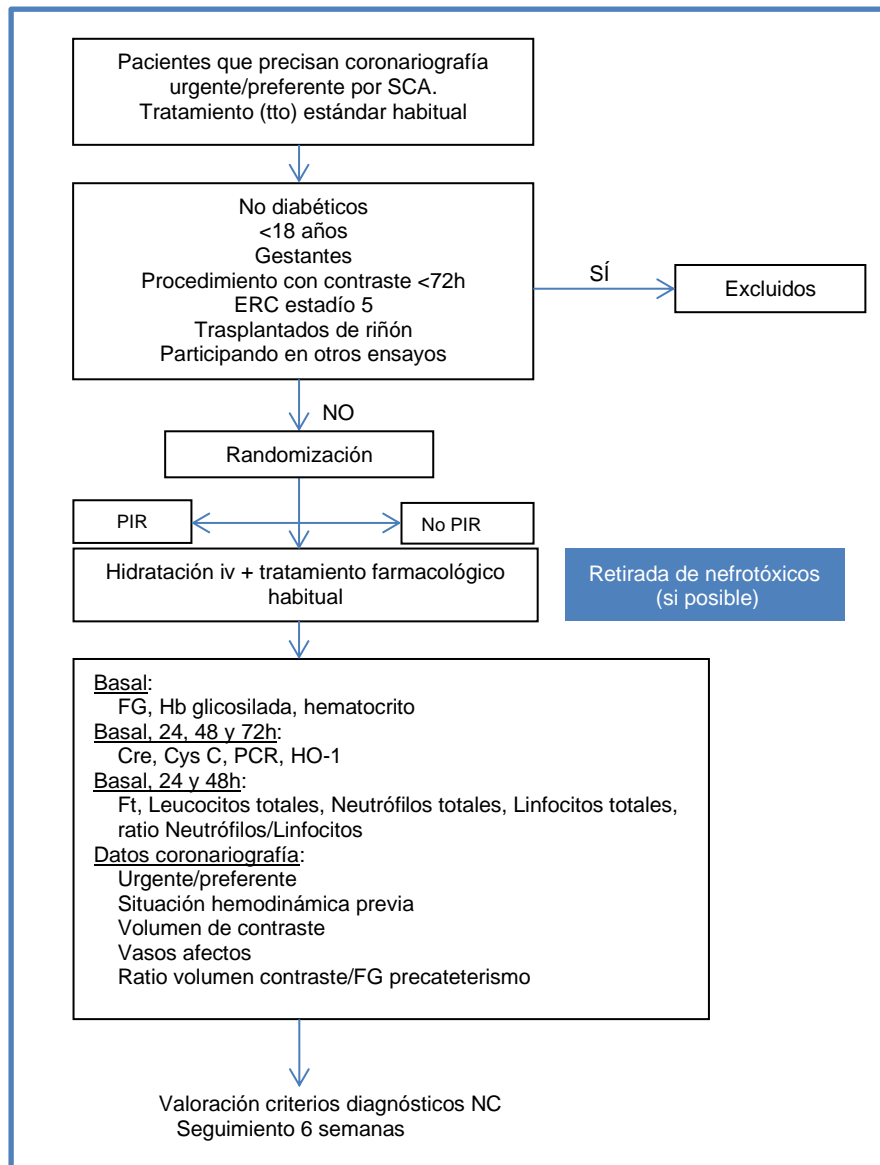 Pacientes que precisan coronariografía
urgente/preferente por SCA.
Tratamiento (tto) estándar habitual
No diabéticos
<18 años
Gestantes
Procedimiento con contraste <72h
ERC estadío 5
Trasplantados de riñón
Participando en otros ensayos
SÍ
Excluidos
NO
Randomización
PIR
No PIR
Hidratación iv + tratamiento farmacológico
habitual
Retirada de nefrotóxicos
(si posible)
Basal:
FG, Hb glicosilada, hematocrito
Basal, 24, 48 y 72h:
Cre, Cys C, PCR, HO-1
Basal, 24 y 48h:
Ft, Leucocitos totales, Neutrófilos totales, Linfocitos totales,
ratio Neutrófilos/Linfocitos
Datos coronariografía:
Urgente/preferente
Situación hemodinámica previa
Volumen de contraste
Vasos afectos
Ratio volumen contraste/FG precateterismo
Valoración criterios diagnósticos NC
Seguimiento 6 semanas